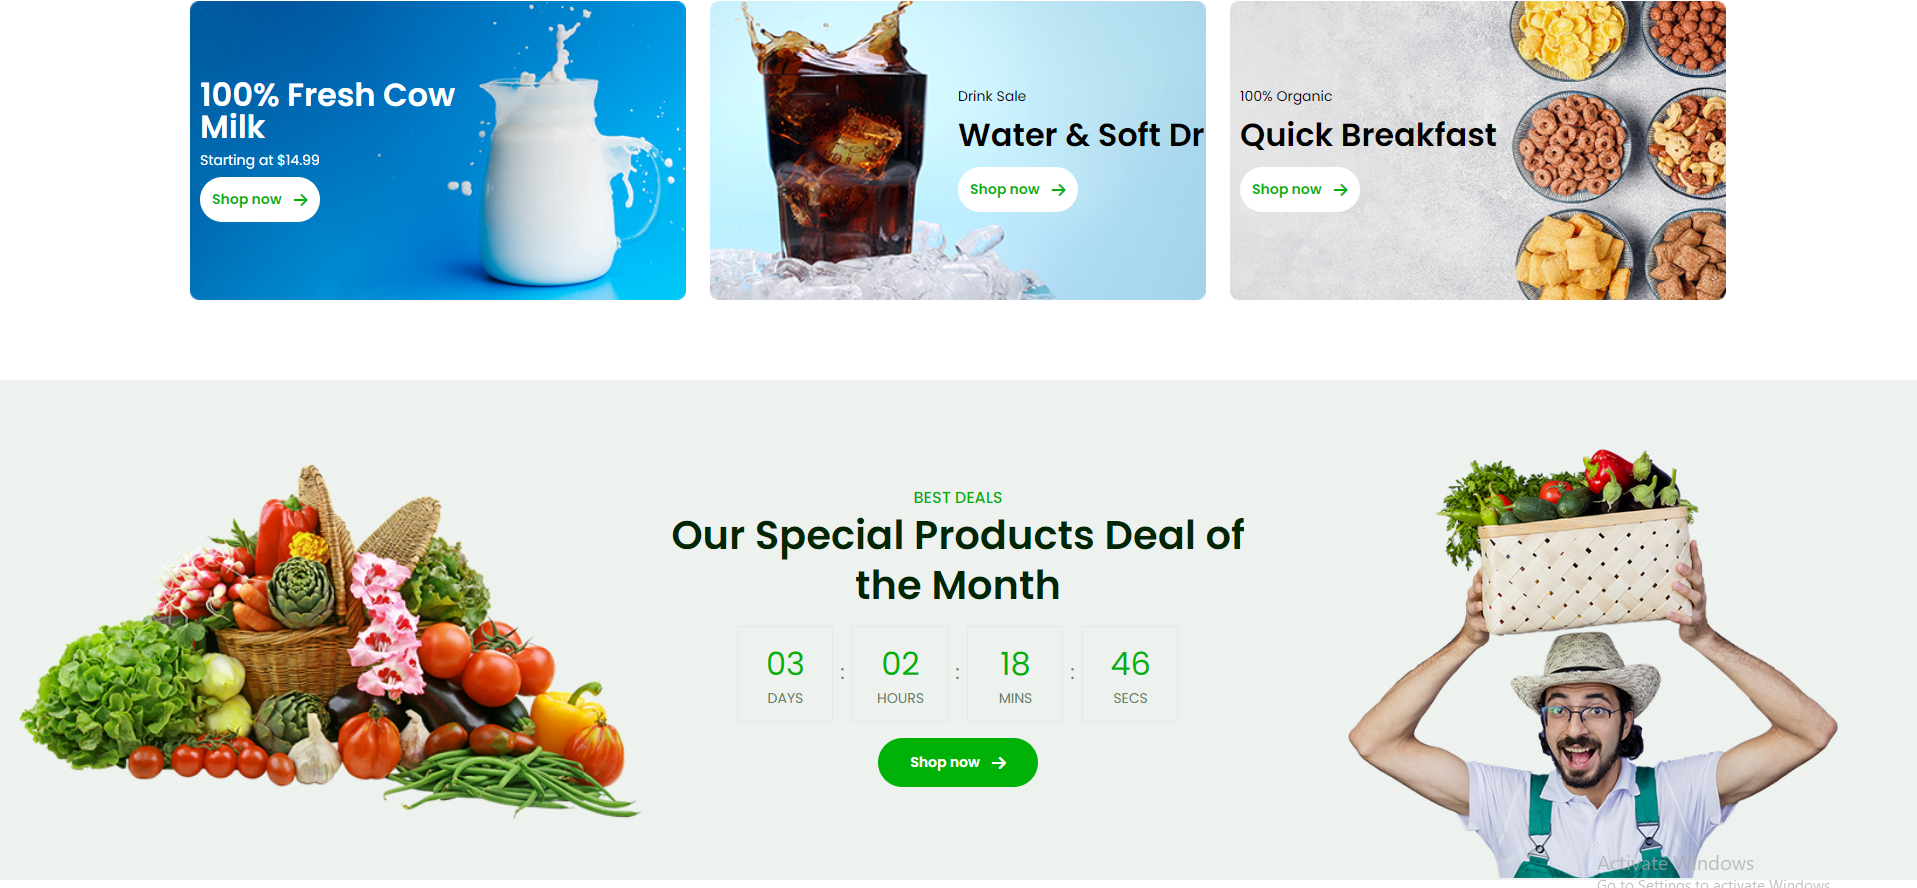 100% Fresh Cow
Milk
Starting at $14.99
Shop now
Drink Sale
Water & Soft Dr
Shop now
100% Organic
Quick Breakfast
Shop now
BEST DEALS
Our Special Products Deal of
the Month
03 : 02 : 18 : 46
DAYS HOURS MINS SECS
Shop now
Activate Windows
Go to Settings to activate Windows